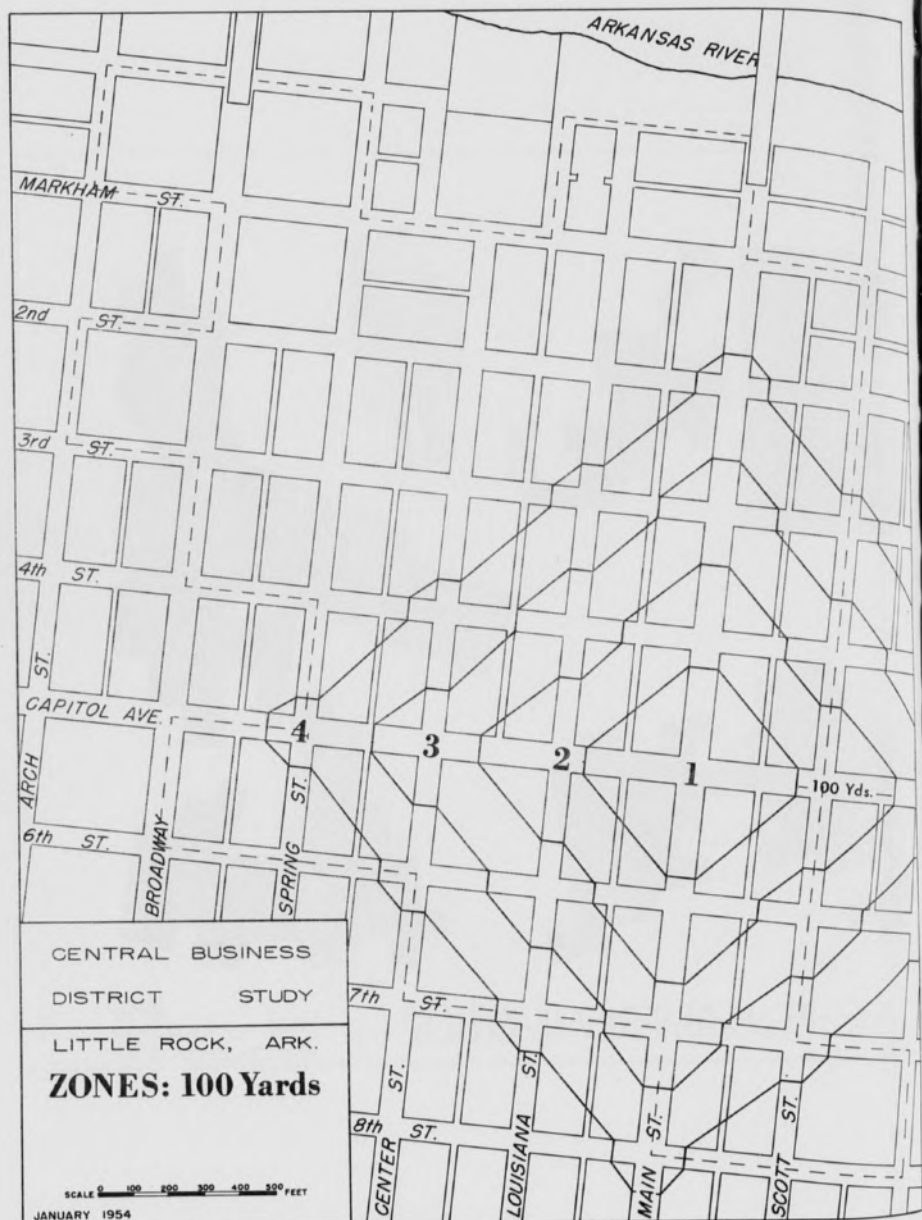 ARKANSAS RIVER
MARKHAM ST.
2nd ST.
3rd ST.
4th ST.
ST.
CAPITOL AVE.
4
3
2
1
100 Yds.
ARCH
6th ST.
BROADWAY
SPRING ST.
CENTRAL BUSINESS
DISTRICT STUDY
LITTLE ROCK, ARK.
ZONES: 100 Yards
SCALE 0 100 200 300 400 500 FEET
JANUARY 1954
7th ST.
8th ST.
CENTER ST.
LOUISIANA ST.
MAIN ST.
SCOTT ST.